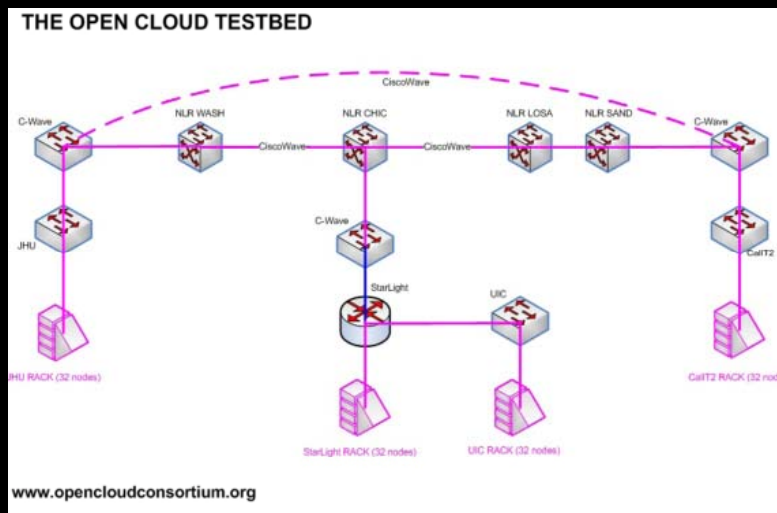 THE OPEN CLOUD TESTBED
CiscoWave
C-Wave
NLR WASH
NLR CHIC
NLR LOSA
NLR SAND
C-Wave
CiscoWave
CiscoWave
C-Wave
JHU
CalIT2
StarLight
UIC
JHU RACK (32 nodes)
CalIT2 RACK (32 nod
StarLight RACK (32 nodes)
UIC RACK (32 nodes)
www.opencloudconsortium.org